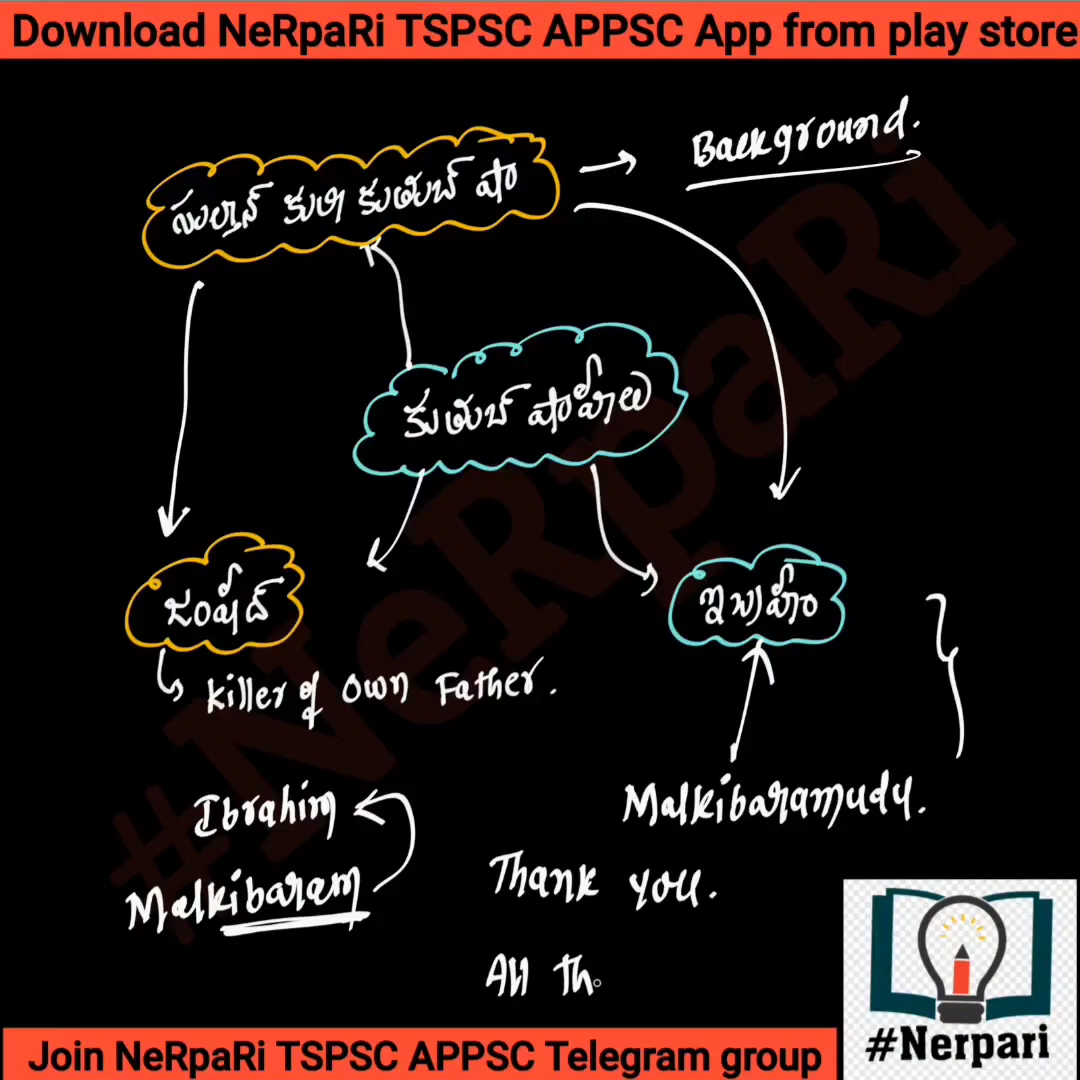 Download NeRpaRi TSPSC APPSC App from play store
Background.
సుల్తాన్ కులీ కుతుబ్ షా
కుతుబ్ షాహీలు
జంషీద్
ఇబ్రహీం
Killer of Own Father.
Ibrahim
Malkibaramudu.
Malkibaram
Thank you.
All th
#NeRpaRi
#Nerpari
Join NeRpaRi TSPSC APPSC Telegram group